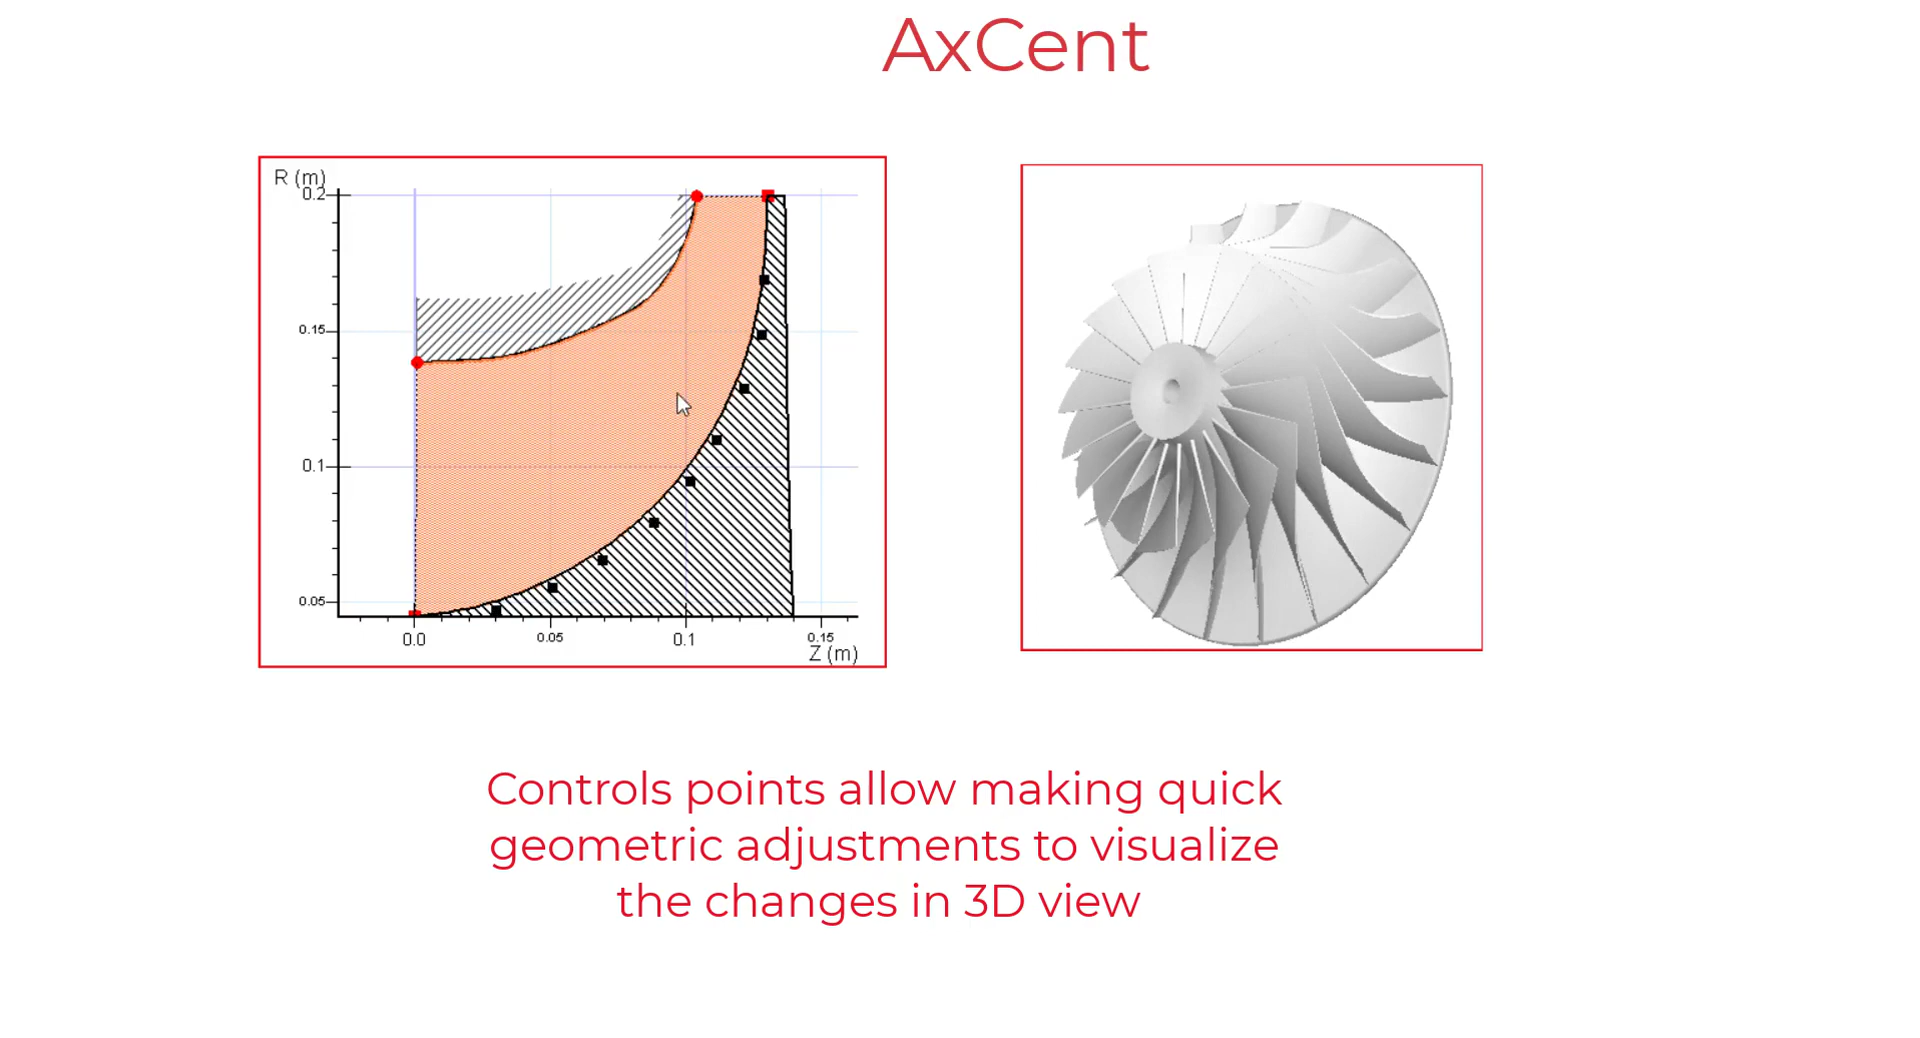 AxCent
R (m)
0.2
0.15
0.1
0.05
0.0
0.05
0.1
0.15
Z (m)
Controls points allow making quick
geometric adjustments to visualize
the changes in 3D view